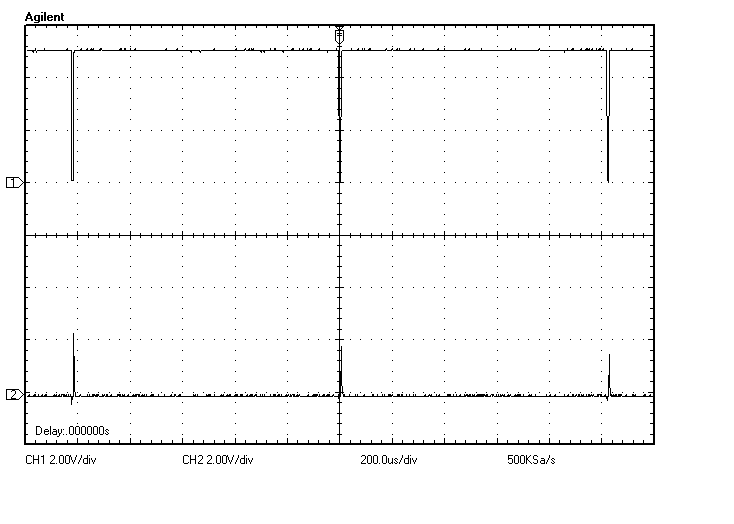 Agilent
1
2
Delay:.000000s
CH1 2.00V/div CH2 2.00V/div 200.0us/div 500KSa/s